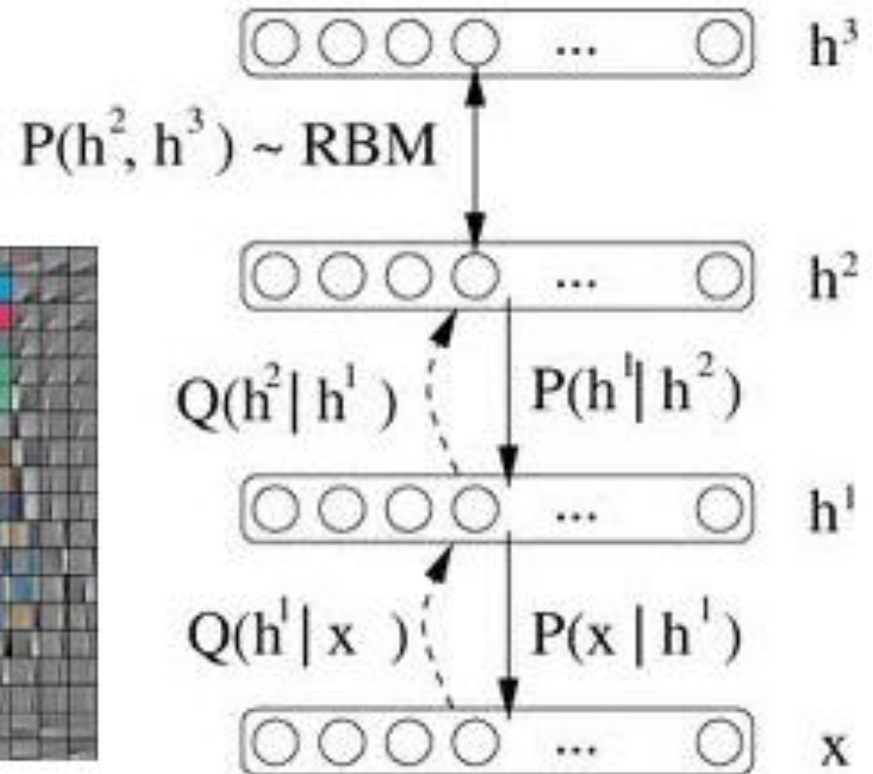 ... h³
P(h², h³) ~ RBM
... h²
Q(h² | h¹) P(h¹ | h²)
... h¹
Q(h¹ | x) P(x | h¹)
... x